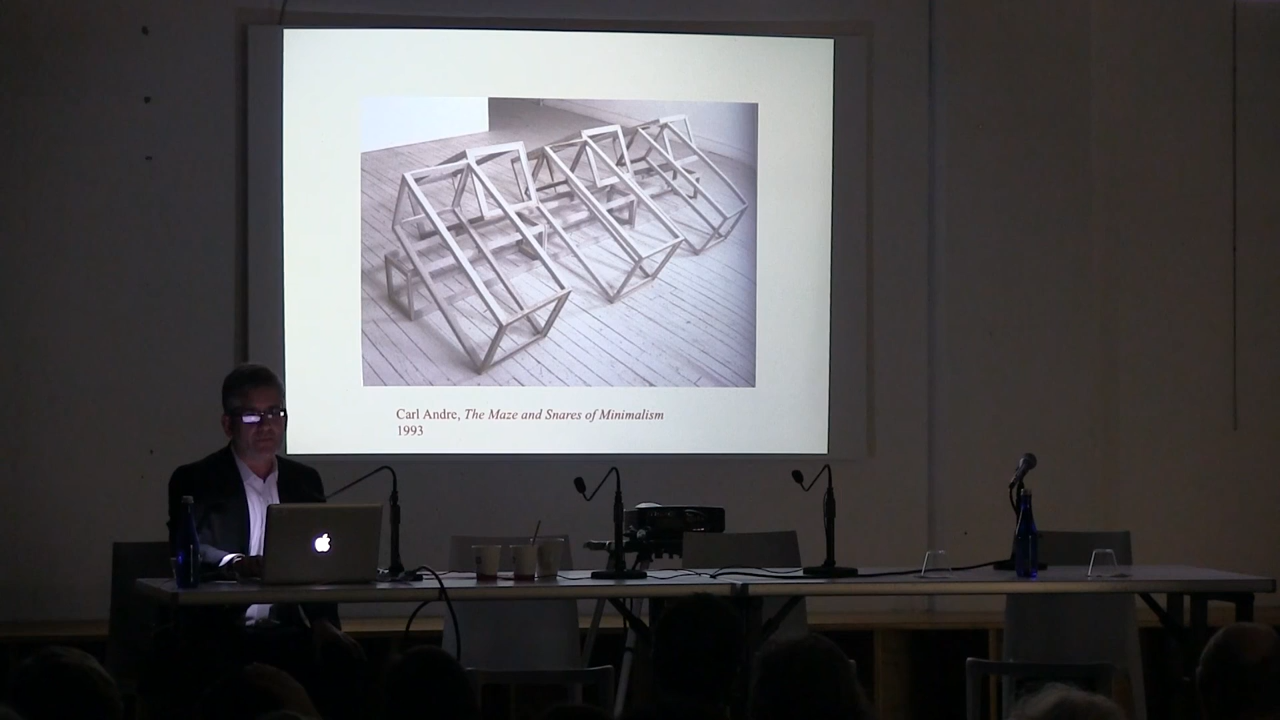 Carl Andre, The Maze and Snares of Minimalism
1993